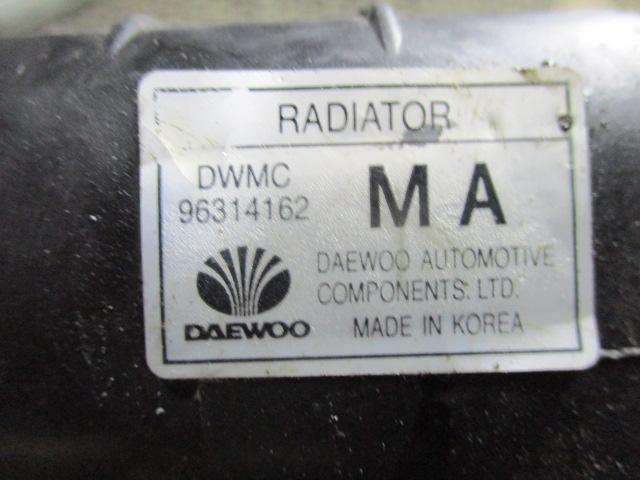 RADIATOR
DWMC
96314162
M A
DAEWOO
DAEWOO AUTOMOTIVE
COMPONENTS. LTD.
MADE IN KOREA